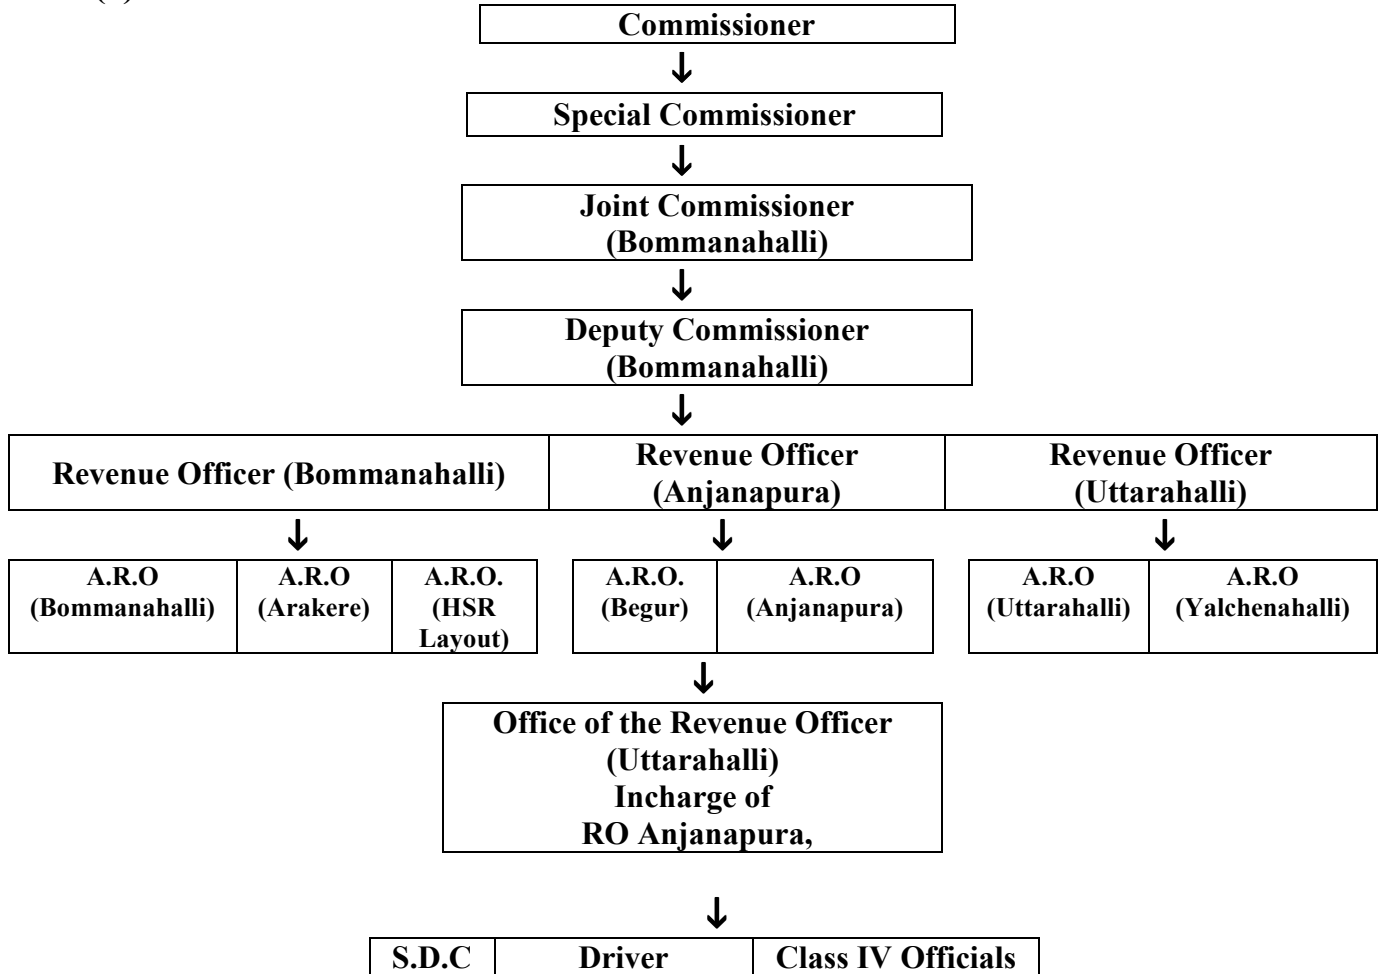 Commissioner
Special Commissioner
Joint Commissioner
(Bommanahalli)
Deputy Commissioner
(Bommanahalli)
Revenue Officer (Bommanahalli)
Revenue Officer
(Anjanapura)
Revenue Officer
(Uttarahalli)
A.R.O
(Bommanahalli)
A.R.O
(Arakere)
A.R.O.
(HSR
Layout)
A.R.O.
(Begur)
A.R.O
(Anjanapura)
A.R.O
(Uttarahalli)
A.R.O
(Yalchenahalli)
Office of the Revenue Officer
(Uttarahalli)
Incharge of
RO Anjanapura,
S.D.C
Driver
Class IV Officials